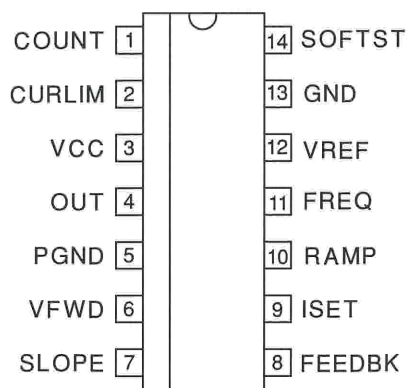 COUNT 1 14 SOFTST
CURLIM 2 13 GND
VCC 3 12 VREF
OUT 4 11 FREQ
PGND 5 10 RAMP
VFWD 6 9 ISET
SLOPE 7 8 FEEDBK